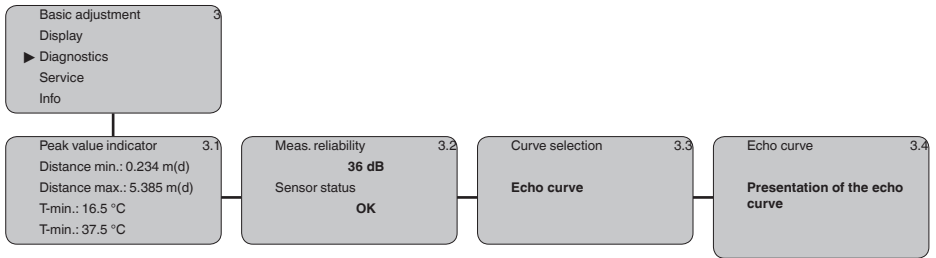 Basic adjustment 3
Display
▶ Diagnostics
Service
Info
Peak value indicator 3.1
Distance min.: 0.234 m(d)
Distance max.: 5.385 m(d)
T-min.: 16.5 °C
T-min.: 37.5 °C
Meas. reliability 3.2
36 dB
Sensor status
OK
Curve selection 3.3
Echo curve
Echo curve 3.4
Presentation of the echo
curve